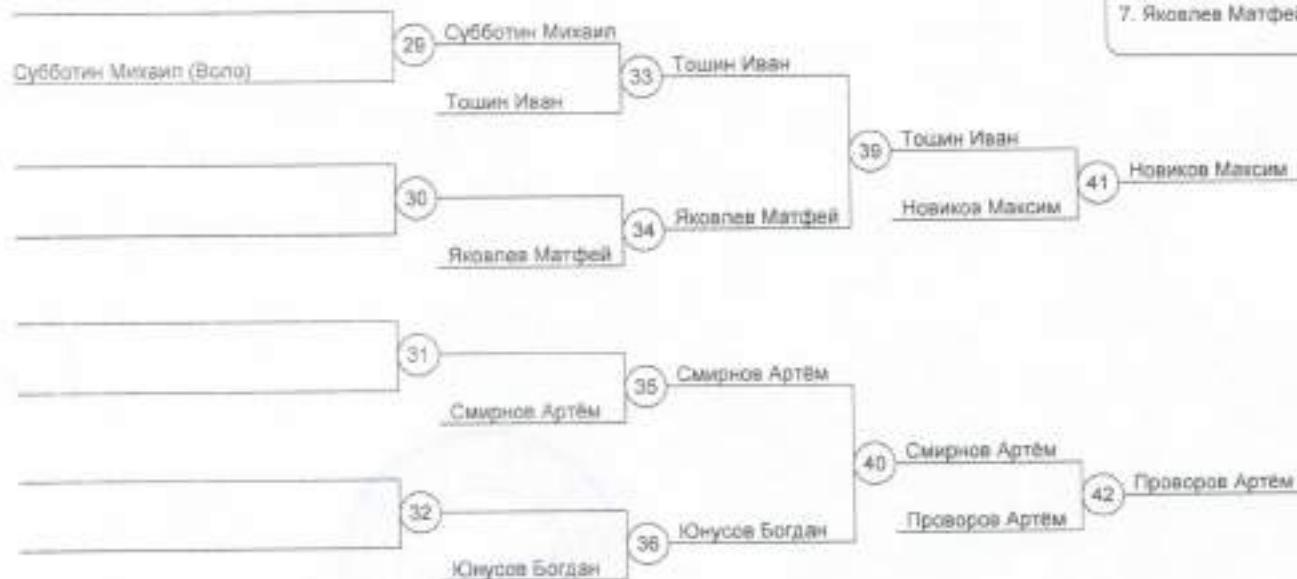 7. Яковлев Матфей
29 Субботин Михаил
Субботин Михаил (Воло)
33 Тошин Иван
Тошин Иван
39 Тошин Иван
41 Новиков Максим
30
Новиков Максим
34 Яковлев Матфей
Яковлев Матфей
31
35 Смирнов Артём
Смирнов Артём
40 Смирнов Артём
42 Проворов Артём
32
Проворов Артём
36 Юнусов Богдан
Юнусов Богдан